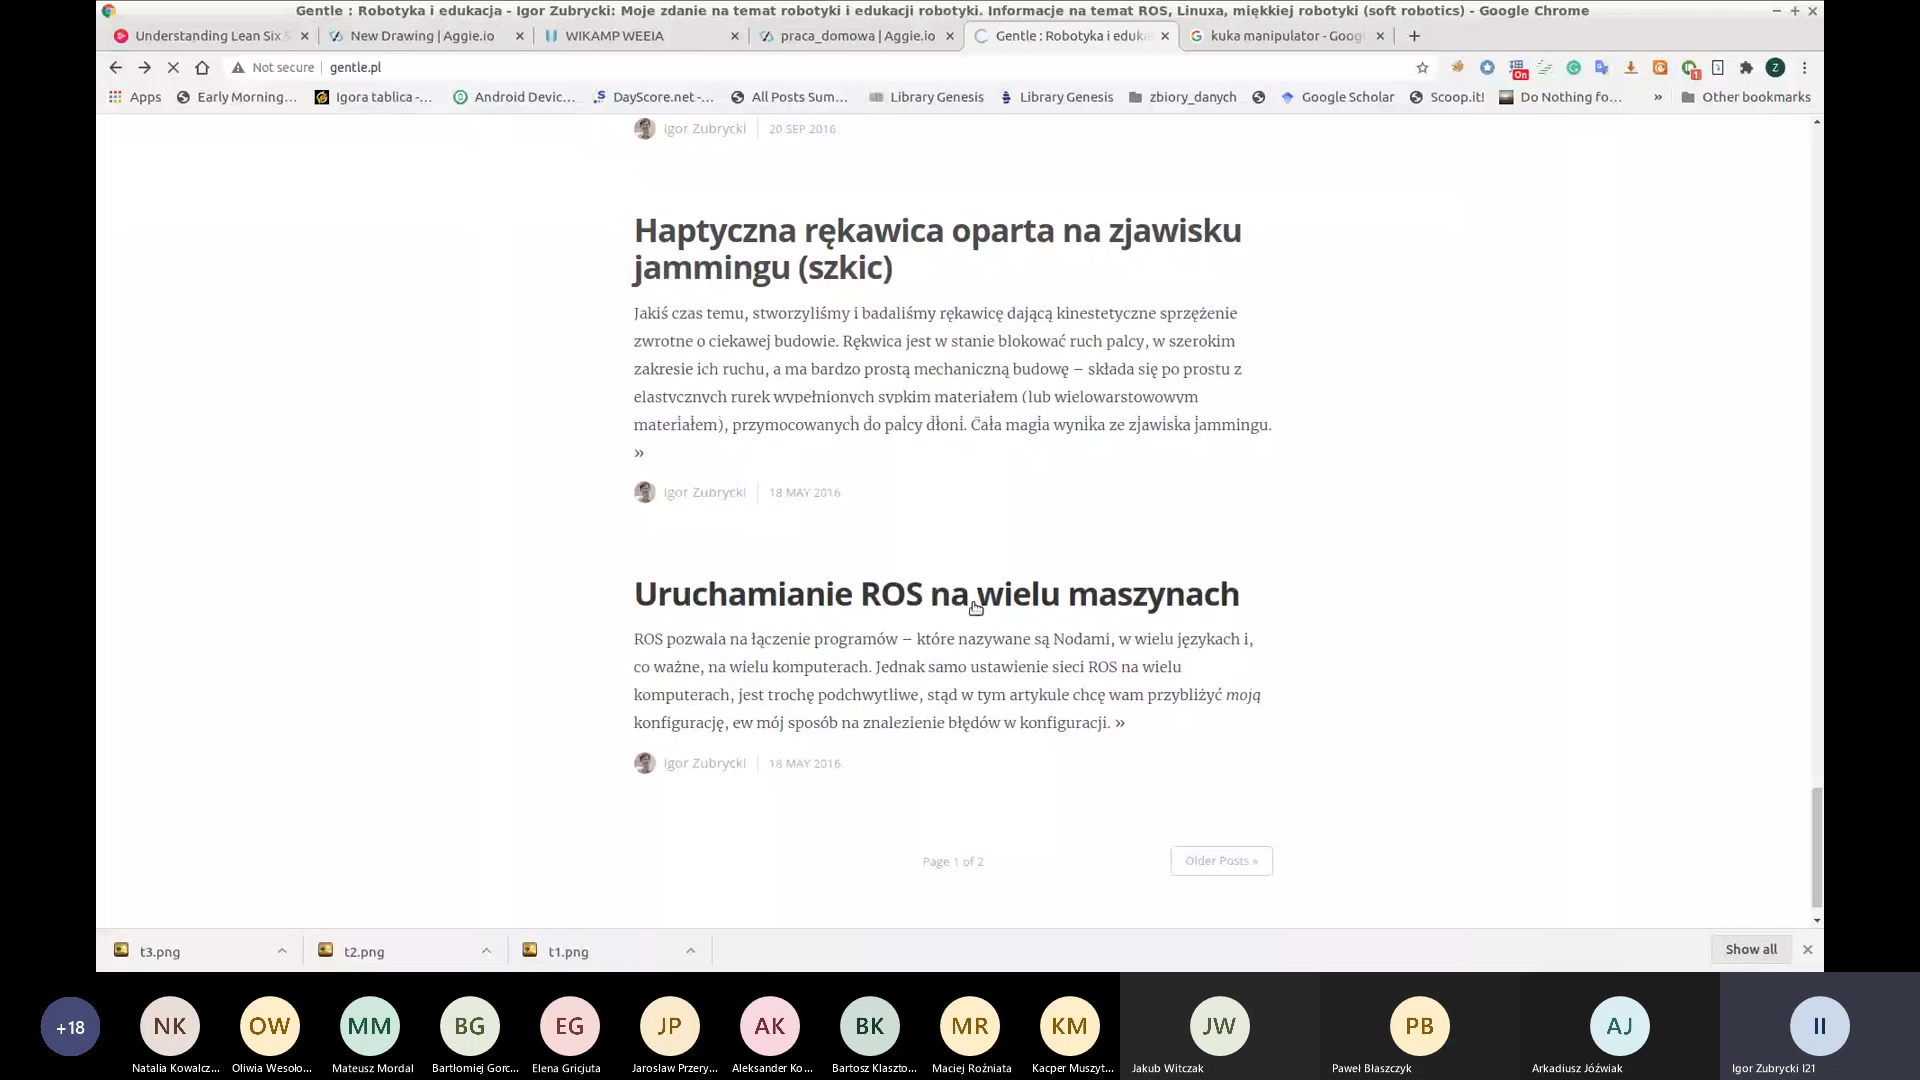 Gentle : Robotyka i edukacja - Igor Zubrycki: Moje zdanie na temat robotyki i edukacji robotyki. Informacje na temat ROS, Linuxa, miękkiej robotyki (soft robotics) - Google Chrome
Understanding Lean Six S
New Drawing | Aggie.io
WIKAMP WEEIA
praca_domowa | Aggie.io
Gentle : Robotyka i eduka
kuka manipulator - Goog
Not secure
gentle.pl
On
1
Z
Apps
Early Morning...
Igora tablica -...
Android Devic...
DayScore.net -...
All Posts Sum...
Library Genesis
Library Genesis
zbiory_danych
Google Scholar
Scoop.it!
Do Nothing fo...
»
Other bookmarks
Igor Zubrycki
20 SEP 2016
Haptyczna rękawica oparta na zjawisku
jammingu (szkic)
Jakiś czas temu, stworzyliśmy i badaliśmy rękawicę dającą kinestetyczne sprzężenie
zwrotne o ciekawej budowie. Rękwica jest w stanie blokować ruch palcy, w szerokim
zakresie ich ruchu, a ma bardzo prostą mechaniczną budowę – składa się po prostu z
elastycznych rurek wypełnionych sypkim materiałem (lub wielowarstowowym
materiałem), przymocowanych do palcy dłoni. Cała magia wynika ze zjawiska jammingu.
»
Igor Zubrycki
18 MAY 2016
Uruchamianie ROS na wielu maszynach
ROS pozwala na łączenie programów – które nazywane są Nodami, w wielu językach i,
co ważne, na wielu komputerach. Jednak samo ustawienie sieci ROS na wielu
komputerach, jest trochę podchwytliwe, stąd w tym artykule chcę wam przybliżyć moją
konfigurację, ew mój sposób na znalezienie błędów w konfiguracji. »
Igor Zubrycki
18 MAY 2016
Page 1 of 2
Older Posts »
t3.png
t2.png
t1.png
Show all
+18
NK
OW
MM
BG
EG
JP
AK
BK
MR
KM
JW
PB
AJ
II
Natalia Kowalcz...
Oliwia Wesoło...
Mateusz Mordal
Bartłomiej Gorc...
Elena Gricjuta
Jarosław Przery...
Aleksander Ko...
Bartosz Klaszto...
Maciej Roźniata
Kacper Muszyt...
Jakub Witczak
Paweł Błaszczyk
Arkadiusz Jóźwiak
Igor Zubrycki I21